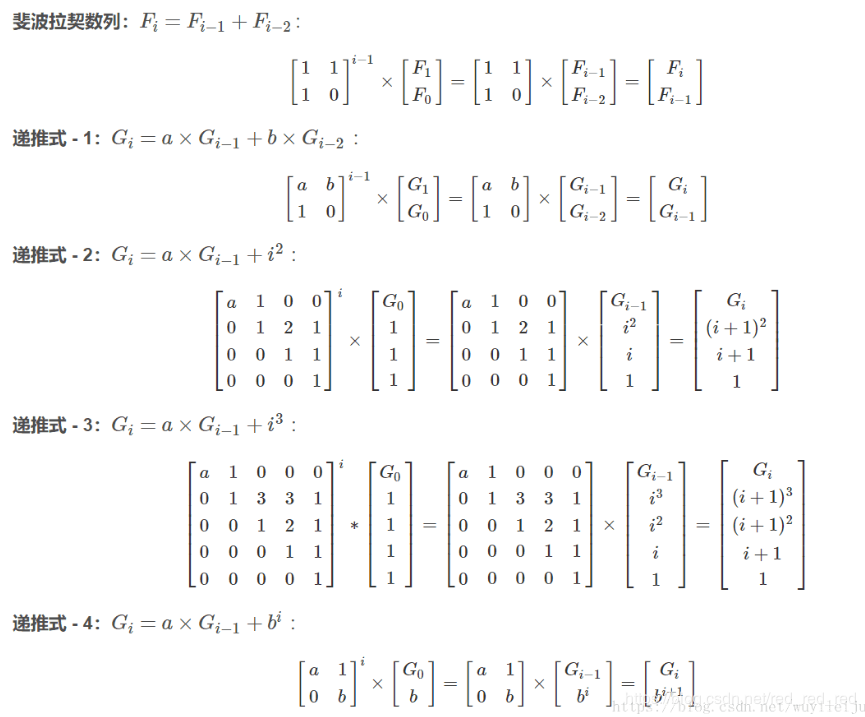 斐波拉契数列：$F_i = F_{i-1} + F_{i-2}$：
$\begin{bmatrix} 1 & 1 \\ 1 & 0 \end{bmatrix}^{i-1} \times \begin{bmatrix} F_1 \\ F_0 \end{bmatrix} = \begin{bmatrix} 1 & 1 \\ 1 & 0 \end{bmatrix} \times \begin{bmatrix} F_{i-1} \\ F_{i-2} \end{bmatrix} = \begin{bmatrix} F_i \\ F_{i-1} \end{bmatrix}$
递推式 - 1：$G_i = a \times G_{i-1} + b \times G_{i-2}$：
$\begin{bmatrix} a & b \\ 1 & 0 \end{bmatrix}^{i-1} \times \begin{bmatrix} G_1 \\ G_0 \end{bmatrix} = \begin{bmatrix} a & b \\ 1 & 0 \end{bmatrix} \times \begin{bmatrix} G_{i-1} \\ G_{i-2} \end{bmatrix} = \begin{bmatrix} G_i \\ G_{i-1} \end{bmatrix}$
递推式 - 2：$G_i = a \times G_{i-1} + i^2$：
$\begin{bmatrix} a & 1 & 0 & 0 \\ 0 & 1 & 2 & 1 \\ 0 & 0 & 1 & 1 \\ 0 & 0 & 0 & 1 \end{bmatrix}^{i} \times \begin{bmatrix} G_0 \\ 1 \\ 1 \\ 1 \end{bmatrix} = \begin{bmatrix} a & 1 & 0 & 0 \\ 0 & 1 & 2 & 1 \\ 0 & 0 & 1 & 1 \\ 0 & 0 & 0 & 1 \end{bmatrix} \times \begin{bmatrix} G_{i-1} \\ i^2 \\ i \\ 1 \end{bmatrix} = \begin{bmatrix} G_i \\ (i+1)^2 \\ i+1 \\ 1 \end{bmatrix}$
递推式 - 3：$G_i = a \times G_{i-1} + i^3$：
$\begin{bmatrix} a & 1 & 0 & 0 & 0 \\ 0 & 1 & 3 & 3 & 1 \\ 0 & 0 & 1 & 2 & 1 \\ 0 & 0 & 0 & 1 & 1 \\ 0 & 0 & 0 & 0 & 1 \end{bmatrix}^{i} * \begin{bmatrix} G_0 \\ 1 \\ 1 \\ 1 \\ 1 \end{bmatrix} = \begin{bmatrix} a & 1 & 0 & 0 & 0 \\ 0 & 1 & 3 & 3 & 1 \\ 0 & 0 & 1 & 2 & 1 \\ 0 & 0 & 0 & 1 & 1 \\ 0 & 0 & 0 & 0 & 1 \end{bmatrix} \times \begin{bmatrix} G_{i-1} \\ i^3 \\ i^2 \\ i \\ 1 \end{bmatrix} = \begin{bmatrix} G_i \\ (i+1)^3 \\ (i+1)^2 \\ i+1 \\ 1 \end{bmatrix}$
递推式 - 4：$G_i = a \times G_{i-1} + b^i$：
$\begin{bmatrix} a & 1 \\ 0 & b \end{bmatrix}^{i} \times \begin{bmatrix} G_0 \\ b \end{bmatrix} = \begin{bmatrix} a & 1 \\ 0 & b \end{bmatrix} \times \begin{bmatrix} G_{i-1} \\ b^i \end{bmatrix} = \begin{bmatrix} G_i \\ b^{i+1} \end{bmatrix}$